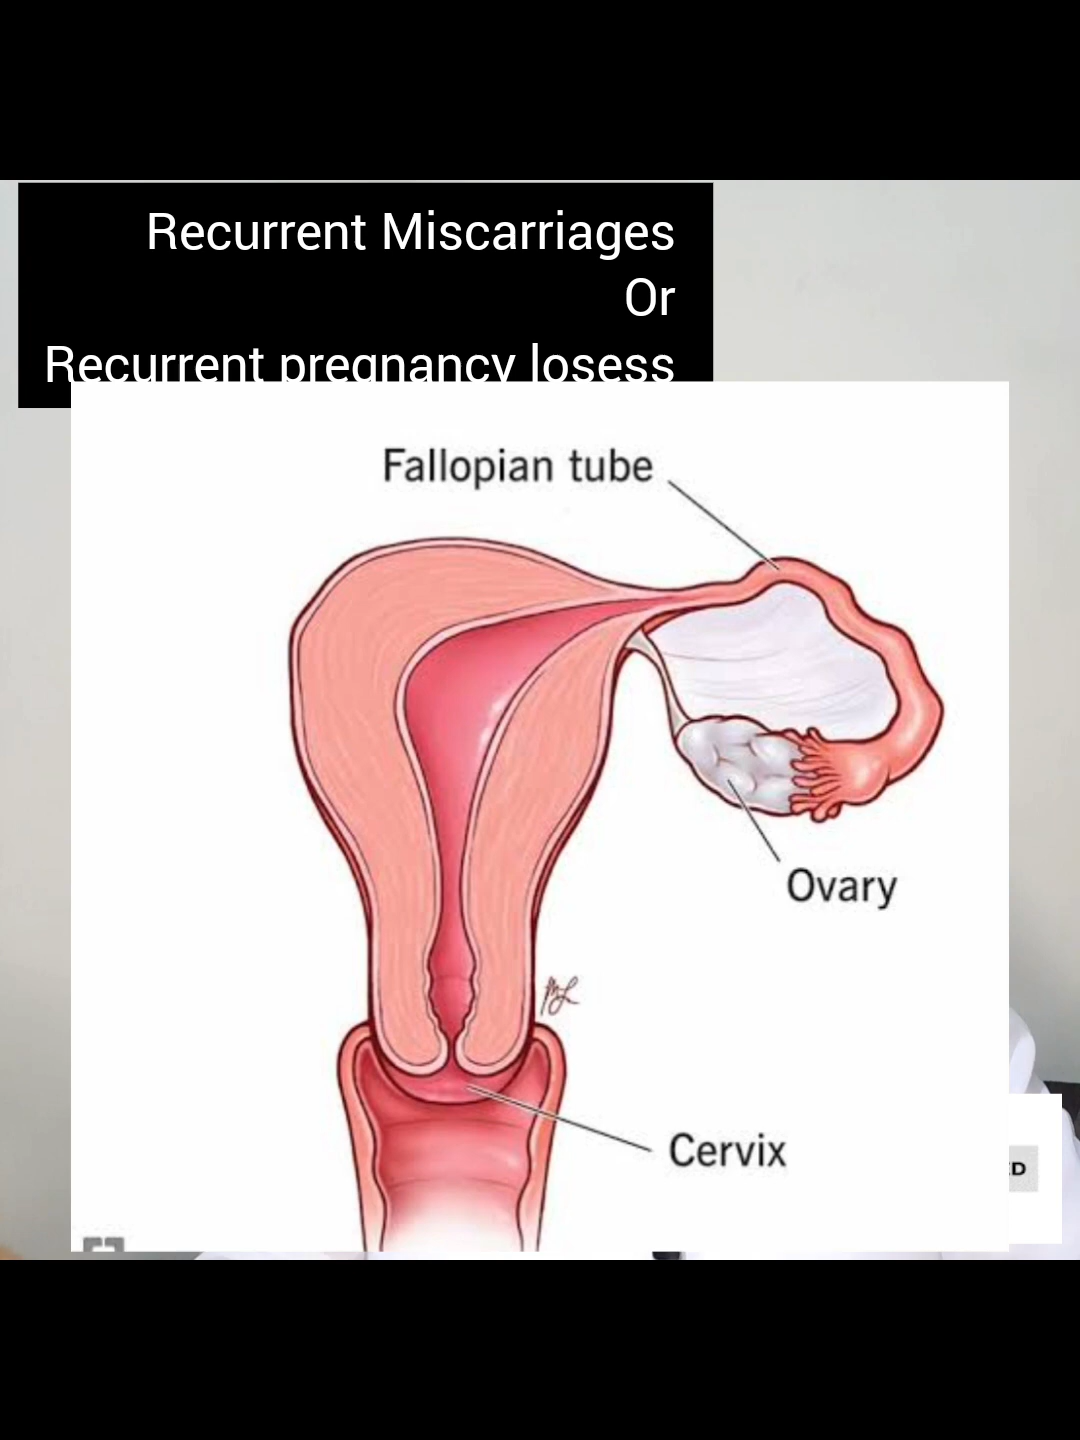 Recurrent Miscarriages
Or
Recurrent pregnancy losess
Fallopian tube
Ovary
Cervix